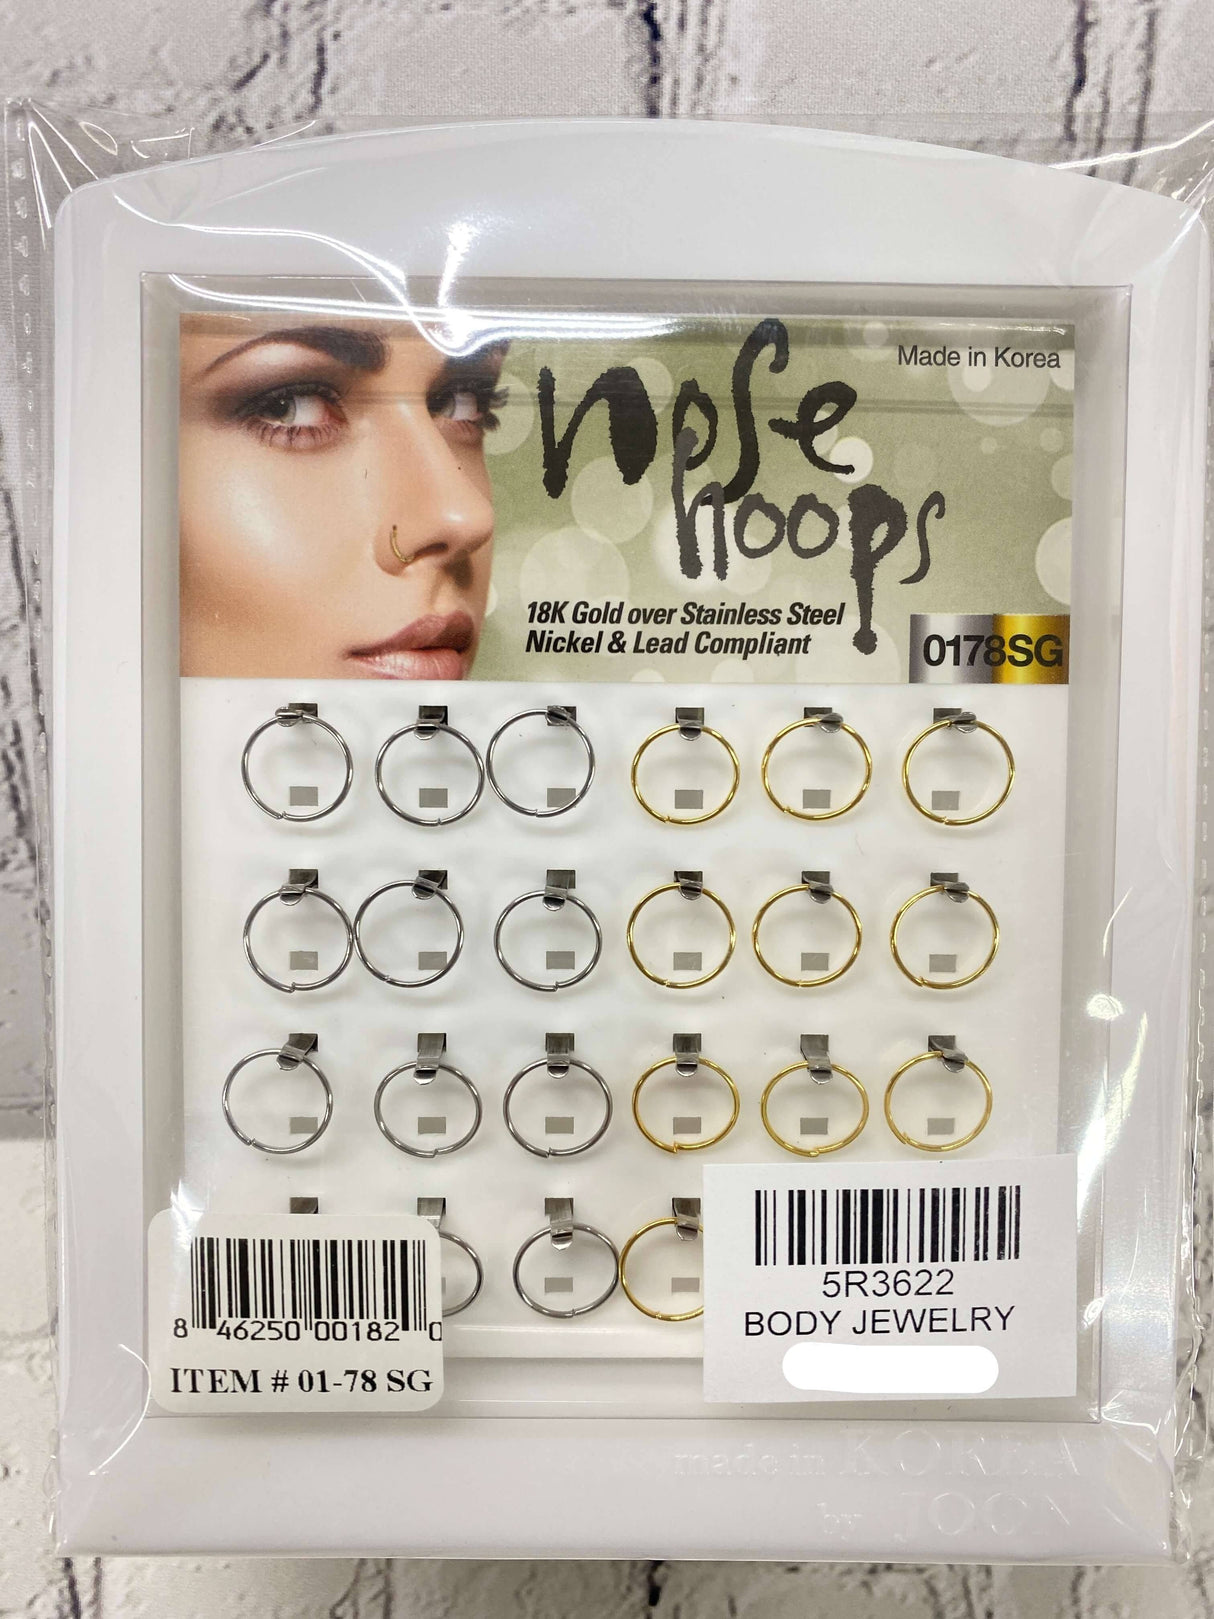 Made in Korea
nose
hoops
18K Gold over Stainless Steel
Nickel & Lead Compliant
0178SG
8 46250 00182 0
ITEM # 01-78 SG
5R3622
BODY JEWELRY
made in KOREA
by JOON